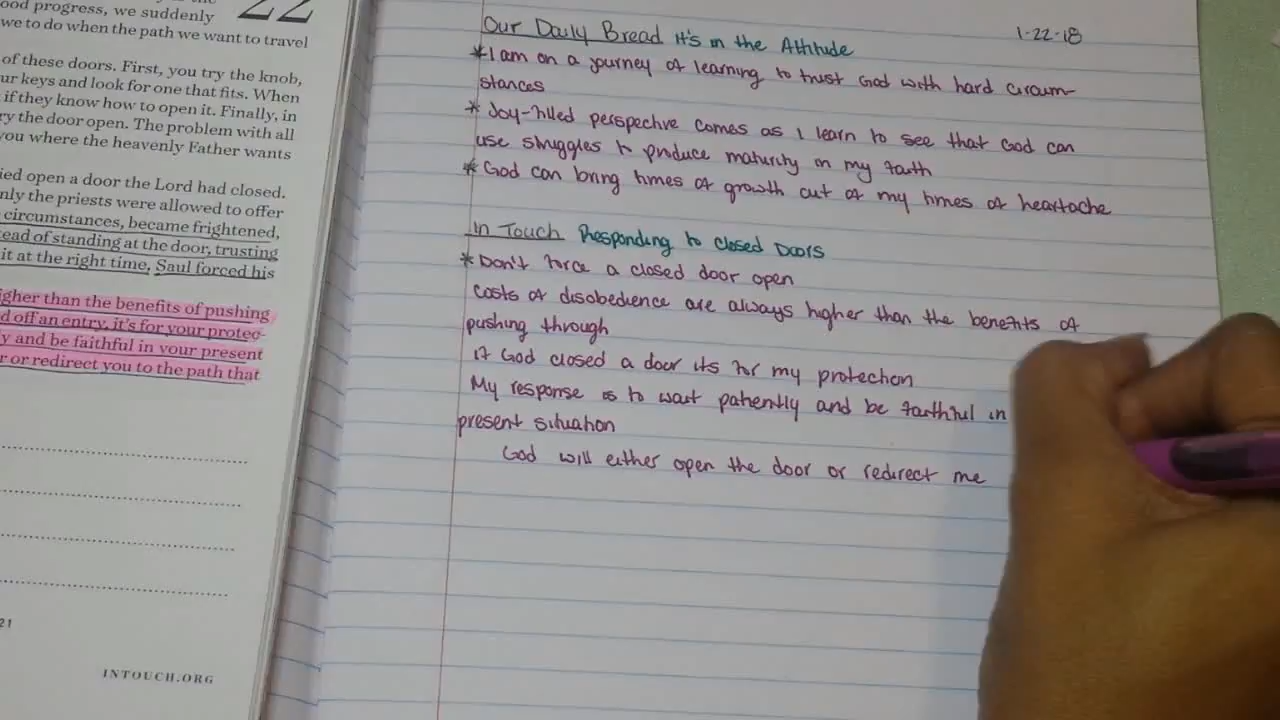 ood progress, we suddenly
we to do when the path we want to travel
22
of these doors. First, you try the knob,
ur keys and look for one that fits. When
if they know how to open it. Finally, in
ry the door open. The problem with all
you where the heavenly Father wants
ied open a door the Lord had closed.
nly the priests were allowed to offer
circumstances, became frightened,
ead of standing at the door, trusting
it at the right time, Saul forced his
igher than the benefits of pushing
d off an entry, it's for your protec-
y and be faithful in your present
r or redirect you to the path that
21
INTOUCH.ORG
Our Daily Bread It's in the Attitude
1-22-18
*I am on a journey of learning to trust God with hard circum-
stances
* Joy-filled perspective comes as I learn to see that God can
use struggles to produce maturity in my faith
* God can bring times of growth out of my times of heartache
In Touch Responding to Closed Doors
*Don't force a closed door open
costs of disobedience are always higher than the benefits of
pushing through
if God closed a door its for my protection
My response is to wait patiently and be faithful in
present situation
God will either open the door or redirect me